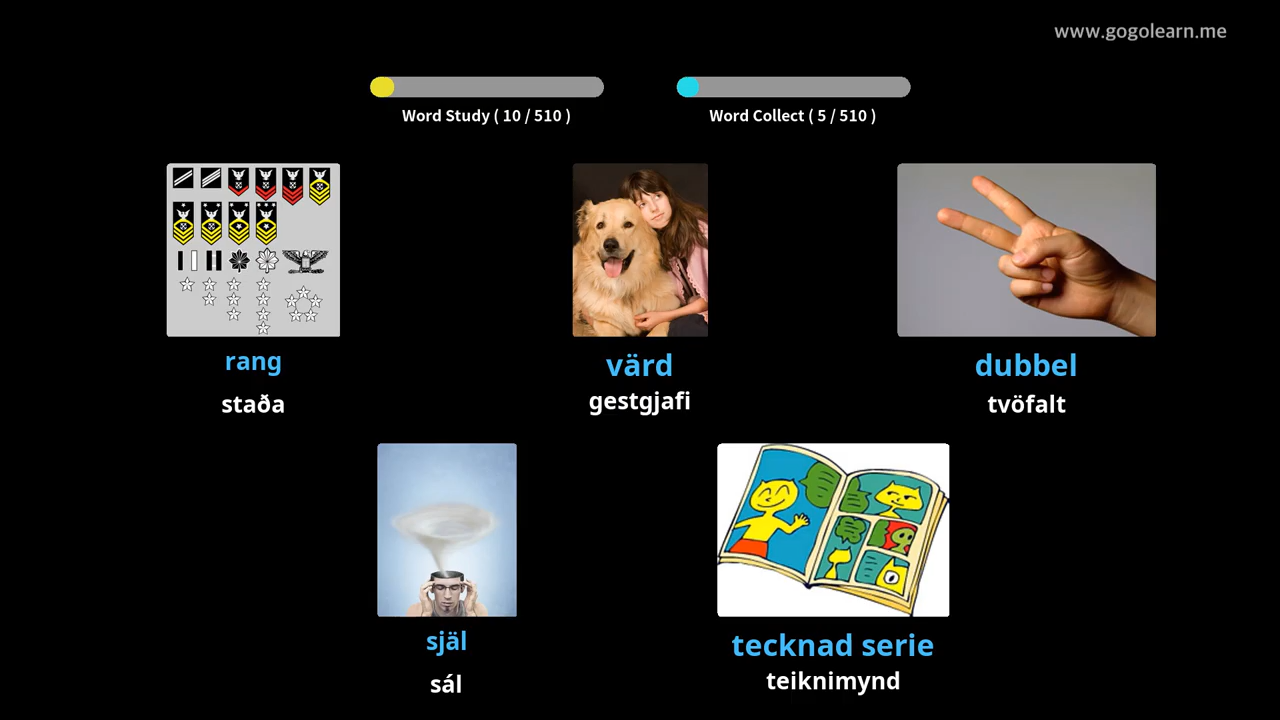 www.gogolearn.me
Word Study ( 10 / 510 )
Word Collect ( 5 / 510 )
rang
staða
värd
gestgjafi
dubbel
tvöfalt
själ
sál
tecknad serie
teiknimynd